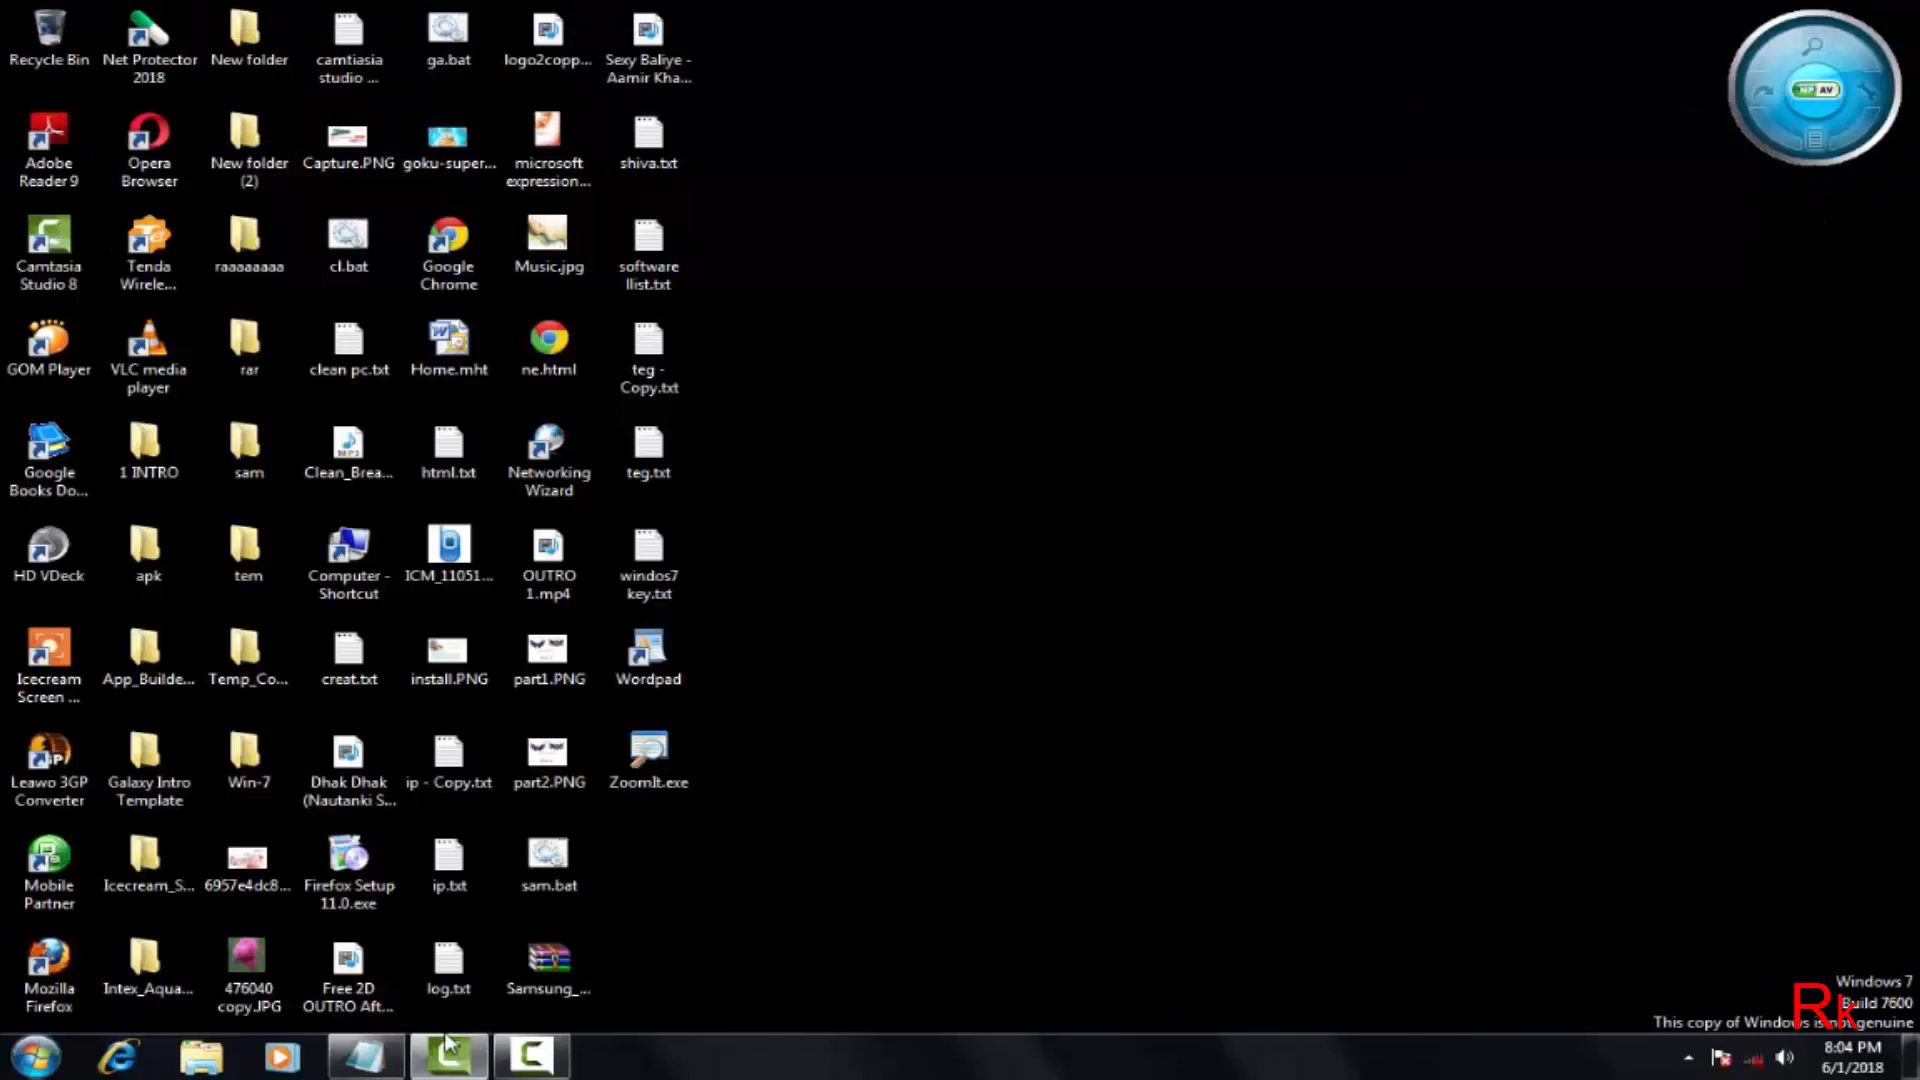 Recycle Bin
Net Protector
2018
New folder
camtiasia
studio ...
ga.bat
logo2copp...
Sexy Baliye -
Aamir Kha...
Adobe
Reader 9
Opera
Browser
New folder
(2)
Capture.PNG
goku-super...
microsoft
expression...
shiva.txt
Camtasia
Studio 8
Tenda
Wirele...
raaaaaaaa
cl.bat
Google
Chrome
Music.jpg
software
llist.txt
GOM Player
VLC media
player
rar
clean pc.txt
Home.mht
ne.html
teg -
Copy.txt
Google
Books Do...
1 INTRO
sam
MP3
Clean_Brea...
html.txt
Networking
Wizard
teg.txt
HD VDeck
apk
tem
Computer -
Shortcut
ICM_11051...
OUTRO
1.mp4
windos7
key.txt
Icecream
Screen ...
App_Builde...
Temp_Co...
creat.txt
install.PNG
part1.PNG
Wordpad
Leawo 3GP
Converter
Galaxy Intro
Template
Win-7
Dhak Dhak
(Nautanki S...
ip - Copy.txt
part2.PNG
ZoomIt.exe
Mobile
Partner
Icecream_S...
6957e4dc8...
Firefox Setup
11.0.exe
ip.txt
sam.bat
Mozilla
Firefox
Intex_Aqua...
476040
copy.JPG
Free 2D
OUTRO Aft...
log.txt
Samsung_...
NP AV
Windows 7
Build 7600
This copy of Windows is not genuine
Rk
8:04 PM
6/1/2018